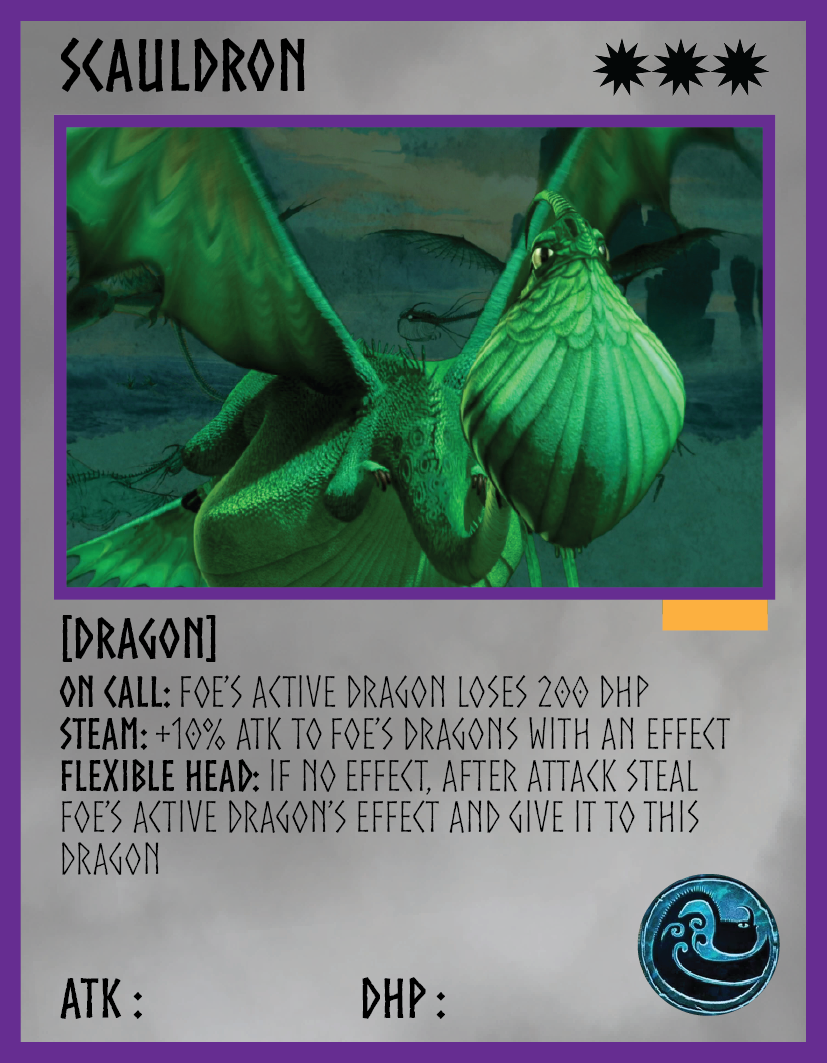 SCAULDRON
[DRAGON]
ON CALL: FOE'S ACTIVE DRAGON LOSES 200 DHP
STEAM: +10% ATK TO FOE'S DRAGONS WITH AN EFFECT
FLEXIBLE HEAD: IF NO EFFECT, AFTER ATTACK STEAL
FOE'S ACTIVE DRAGON'S EFFECT AND GIVE IT TO THIS
DRAGON
ATK : DHP :